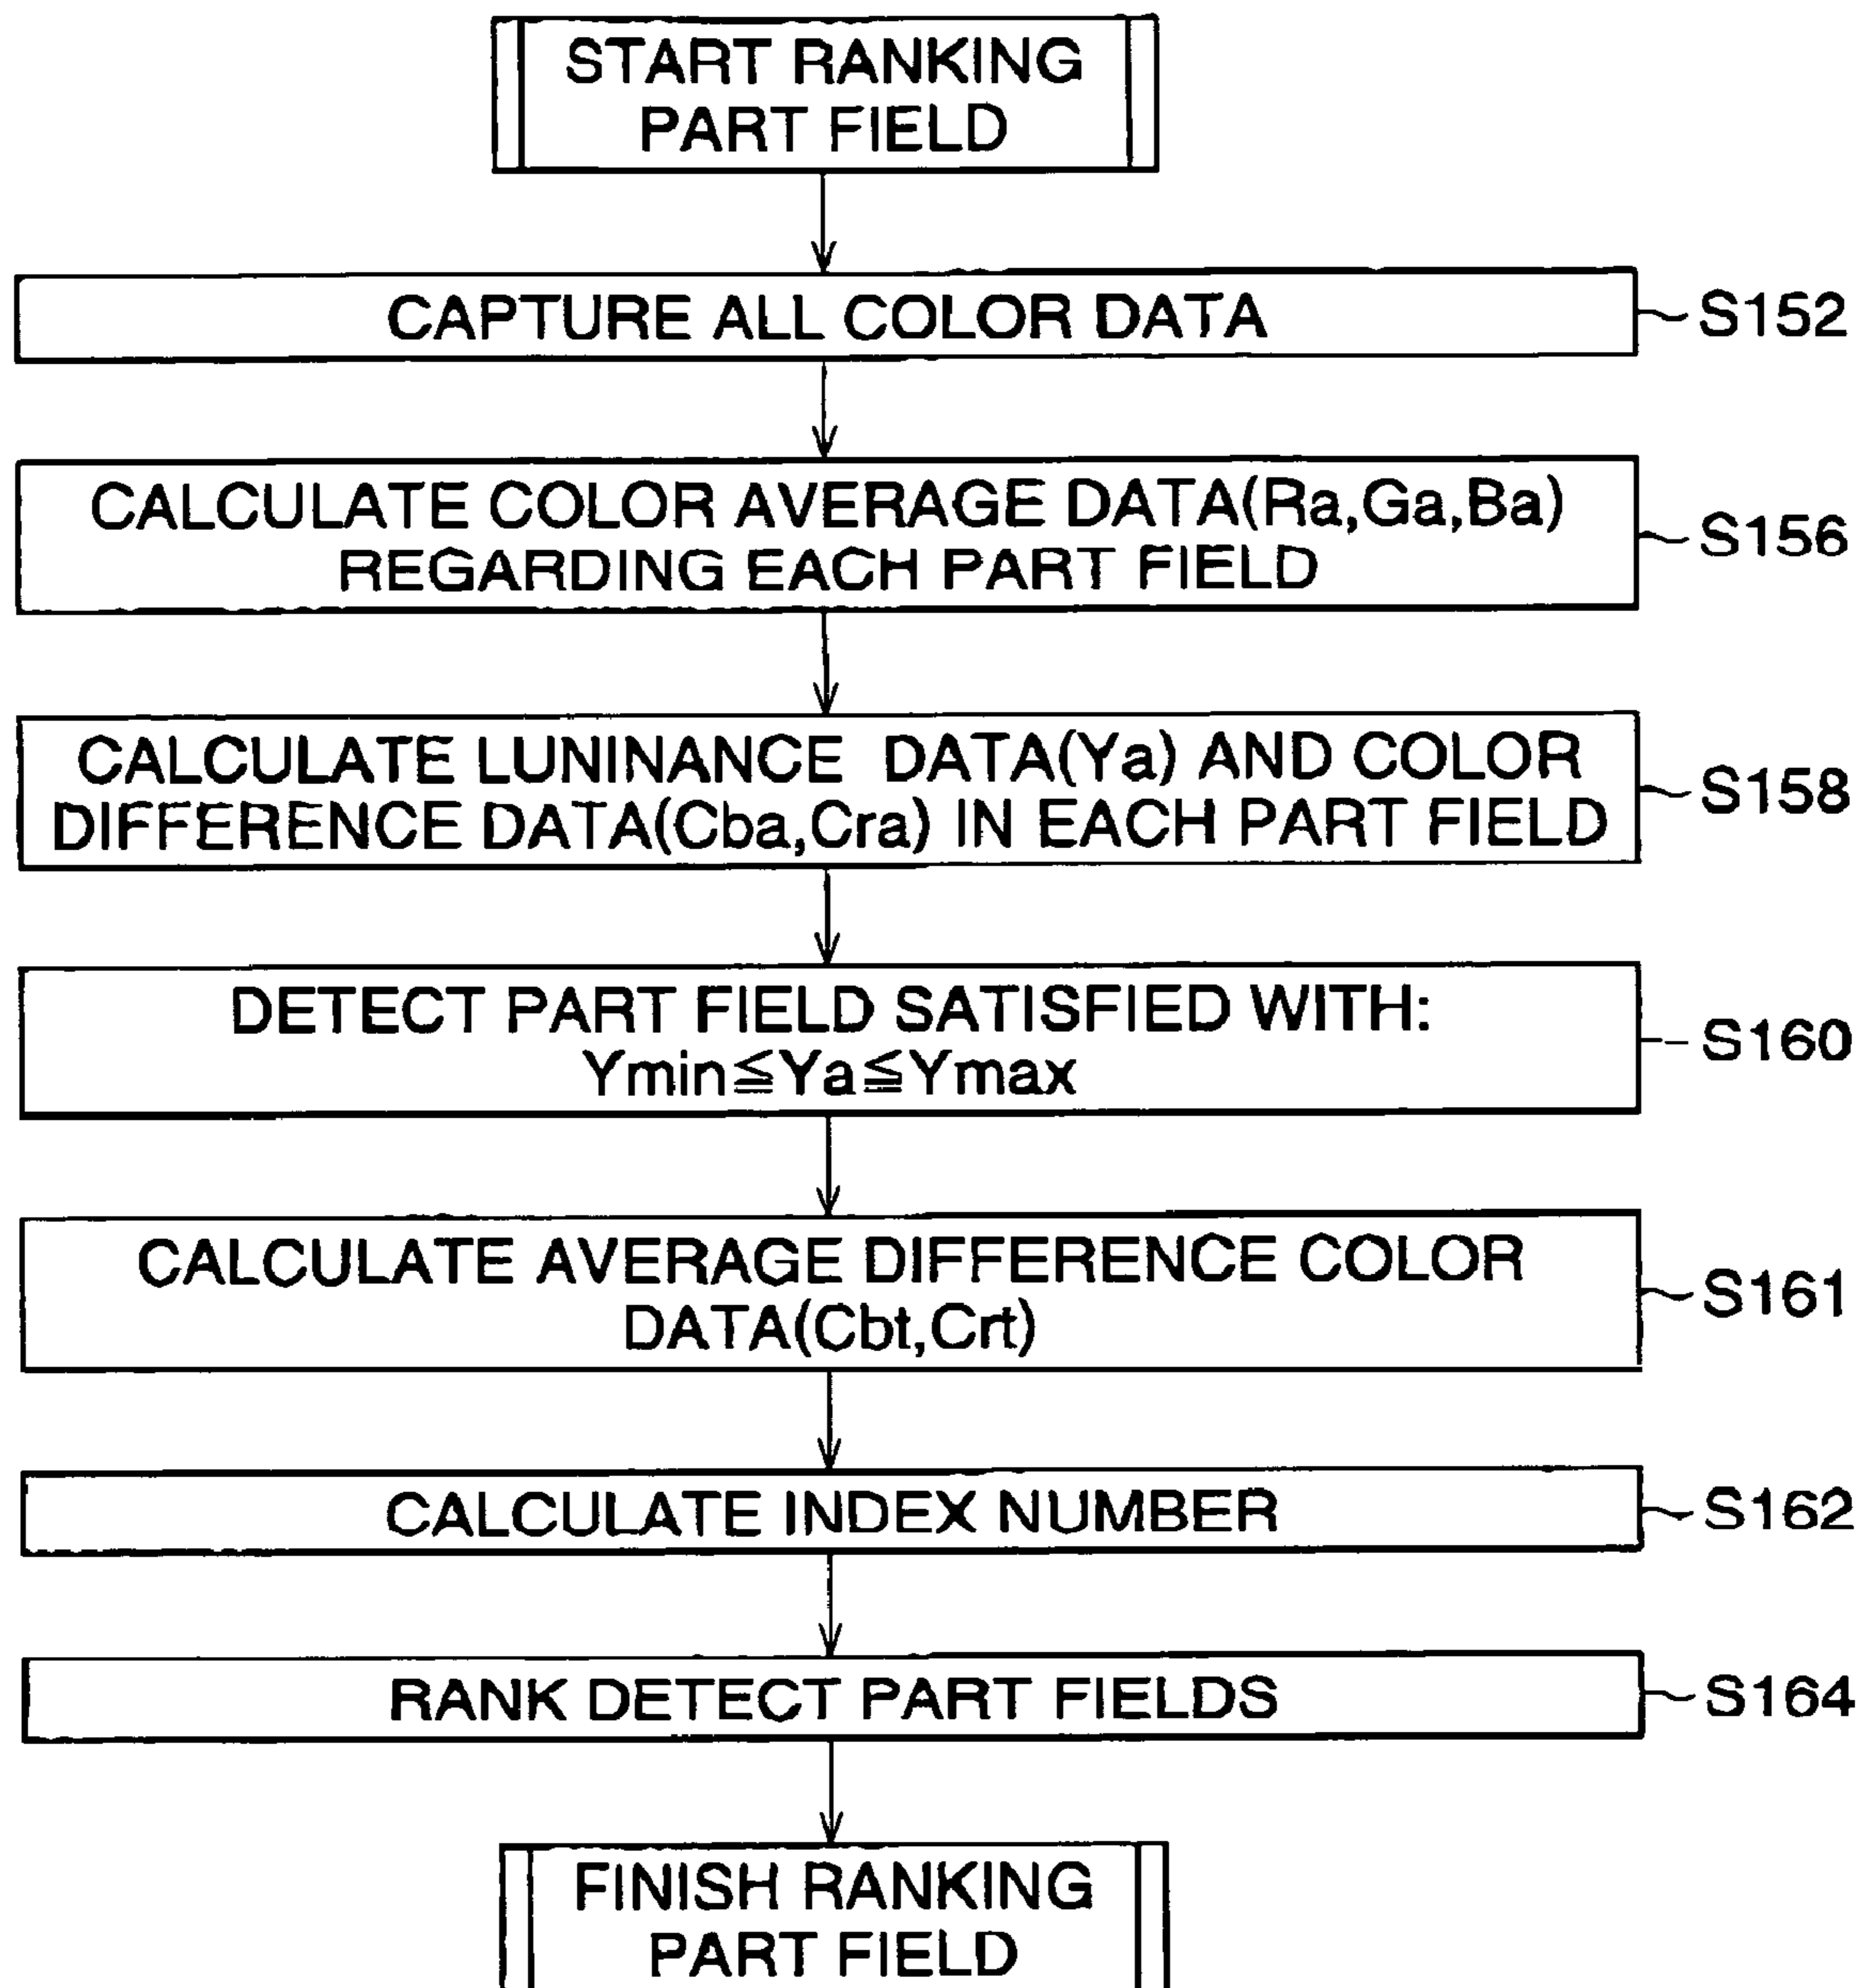 START RANKING
PART FIELD
CAPTURE ALL COLOR DATA
S152
CALCULATE COLOR AVERAGE DATA(Ra,Ga,Ba)
REGARDING EACH PART FIELD
S156
CALCULATE LUNINANCE DATA(Ya) AND COLOR
DIFFERENCE DATA(Cba,Cra) IN EACH PART FIELD
S158
DETECT PART FIELD SATISFIED WITH:
Ymin≦Ya≦Ymax
S160
CALCULATE AVERAGE DIFFERENCE COLOR
DATA(Cbt,Crt)
S161
CALCULATE INDEX NUMBER
S162
RANK DETECT PART FIELDS
S164
FINISH RANKING
PART FIELD